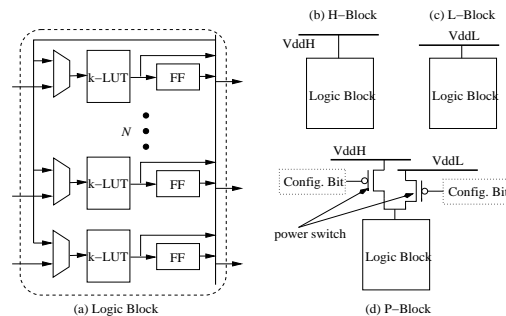 (b) H−Block
(c) L−Block
VddH
VddL
Logic Block
Logic Block
k−LUT
FF
N
k−LUT
FF
k−LUT
FF
(a) Logic Block
VddH
VddL
Config. Bit
Config. Bit
power switch
Logic Block
(d) P−Block